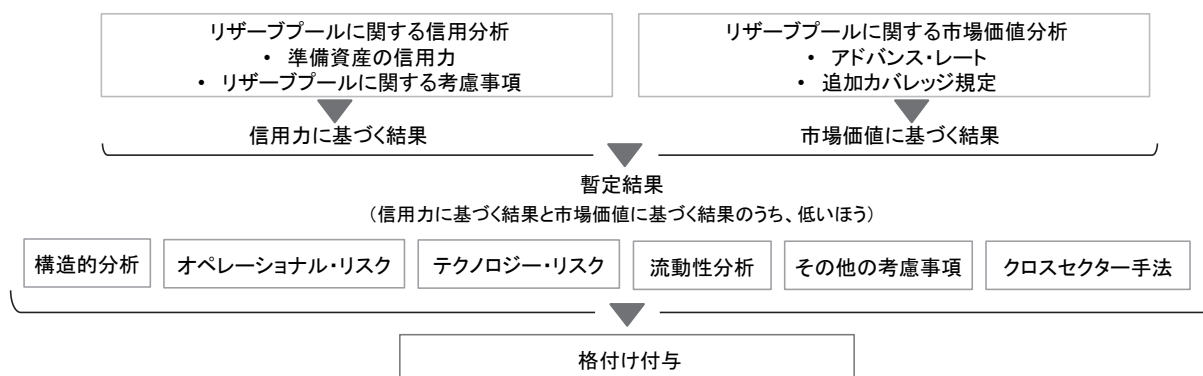 リザーブプールに関する信用分析
• 準備資産の信用力
• リザーブプールに関する考慮事項
リザーブプールに関する市場価値分析
• アドバンス・レート
• 追加カバレッジ規定
信用力に基づく結果
市場価値に基づく結果
暫定結果
（信用力に基づく結果と市場価値に基づく結果のうち、低いほう）
構造的分析
オペレーショナル・リスク
テクノロジー・リスク
流動性分析
その他の考慮事項
クロスセクター手法
格付け付与